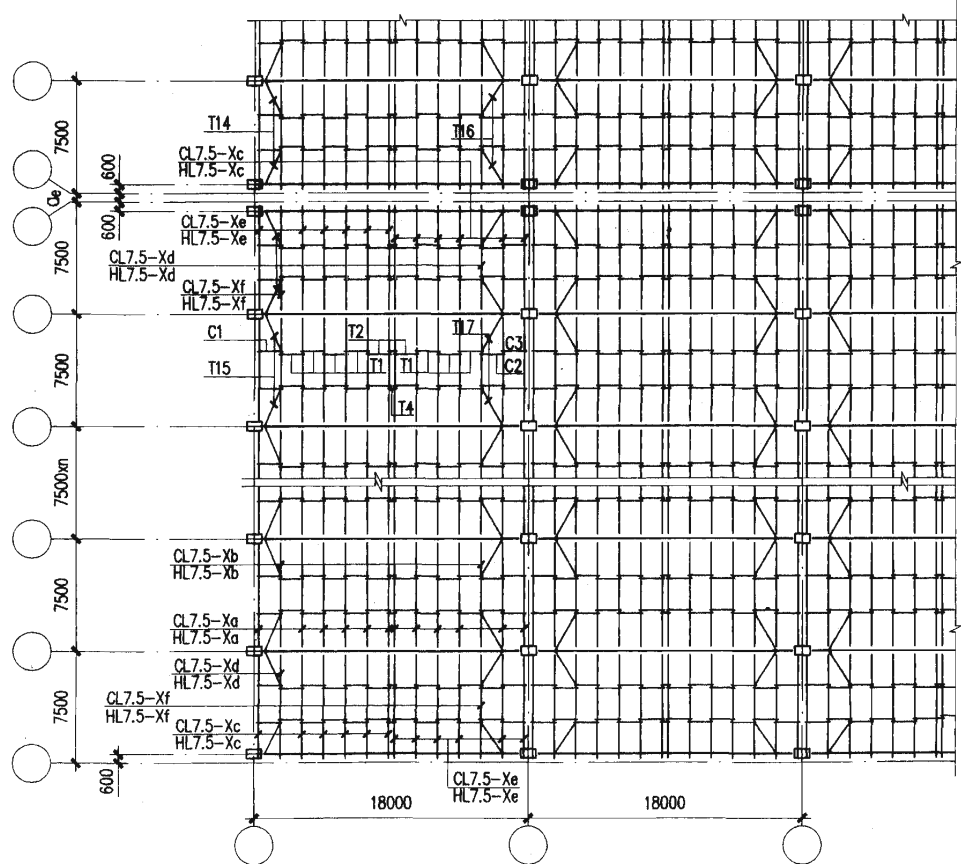 7500
600
ae
600
7500
7500
7500xn
7500
7500
600
T14
T16
CL7.5-Xc
HL7.5-Xc
CL7.5-Xe
HL7.5-Xe
CL7.5-Xd
HL7.5-Xd
CL7.5-Xf
HL7.5-Xf
C1
T2
T17
C3
T15
T1
T1
C2
T4
CL7.5-Xb
HL7.5-Xb
CL7.5-Xa
HL7.5-Xa
CL7.5-Xd
HL7.5-Xd
CL7.5-Xf
HL7.5-Xf
CL7.5-Xc
HL7.5-Xc
CL7.5-Xe
HL7.5-Xe
18000
18000